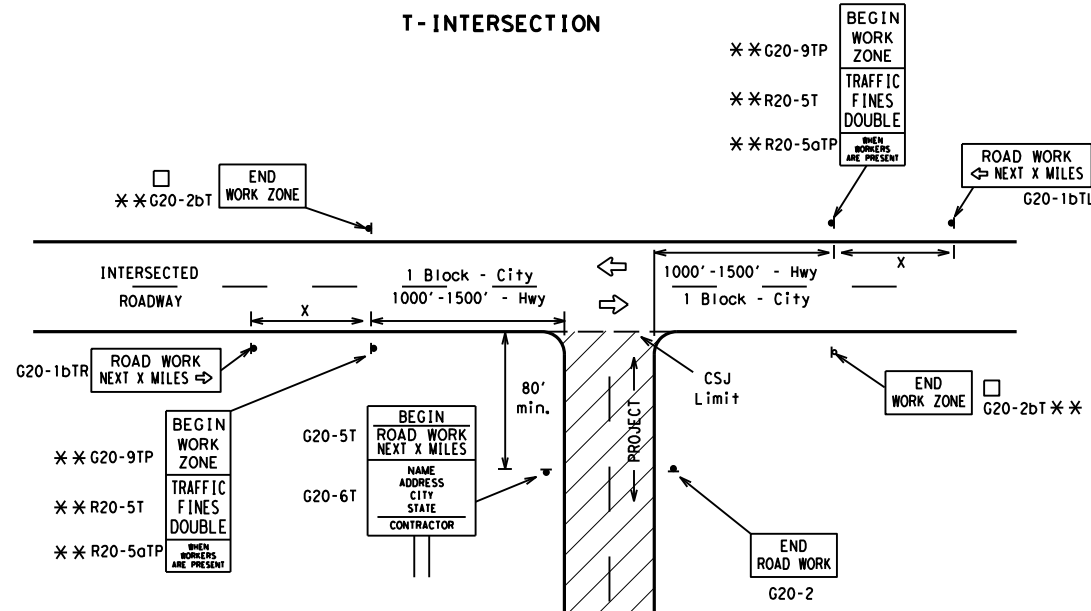 T-INTERSECTION
BEGIN
WORK
ZONE
TRAFFIC
FINES
DOUBLE
WHEN
WORKERS
ARE PRESENT
**G20-9TP
**R20-5T
**R20-5aTP
ROAD WORK
⇦ NEXT X MILES
G20-1bTL
□
**G20-2bT
END
WORK ZONE
INTERSECTED
ROADWAY
1 Block - City
1000'-1500' - Hwy
X
1000'-1500' - Hwy
1 Block - City
X
G20-1bTR
ROAD WORK
NEXT X MILES ⇨
80'
min.
CSJ
Limit
PROJECT
END
WORK ZONE
□
G20-2bT **
**G20-9TP
**R20-5T
**R20-5aTP
BEGIN
WORK
ZONE
TRAFFIC
FINES
DOUBLE
WHEN
WORKERS
ARE PRESENT
G20-5T
G20-6T
BEGIN
ROAD WORK
NEXT X MILES
NAME
ADDRESS
CITY
STATE
CONTRACTOR
END
ROAD WORK
G20-2